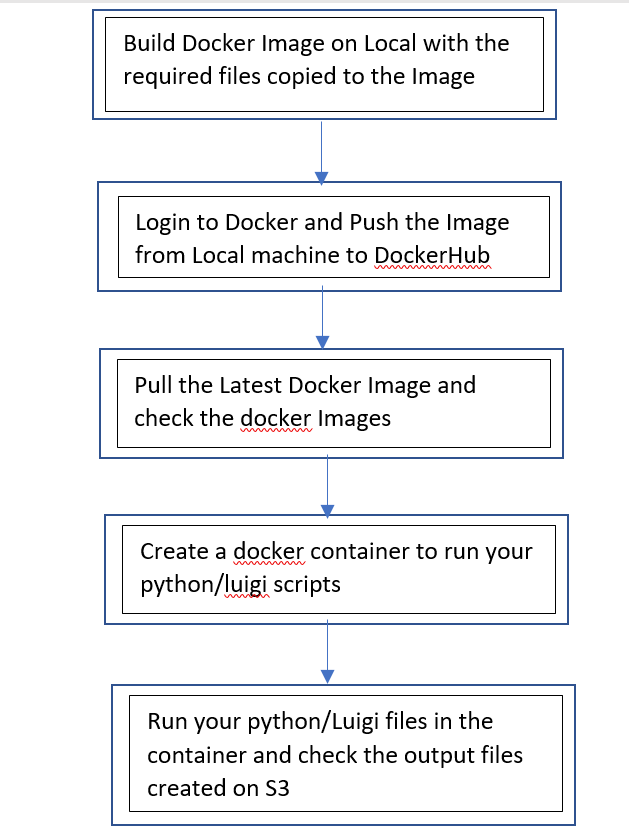 Build Docker Image on Local with the
required files copied to the Image
Login to Docker and Push the Image
from Local machine to DockerHub
Pull the Latest Docker Image and
check the docker Images
Create a docker container to run your
python/luigi scripts
Run your python/Luigi files in the
container and check the output files
created on S3